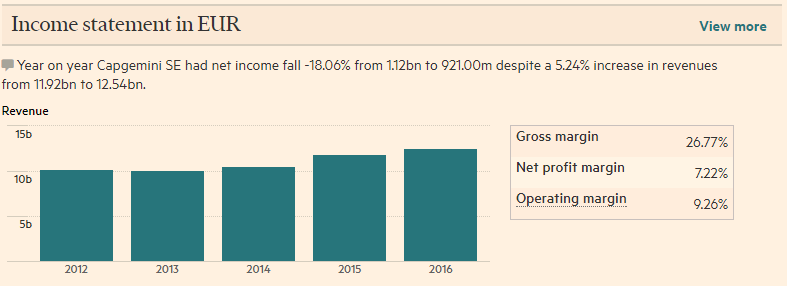 Income statement in EUR
View more
Year on year Capgemini SE had net income fall -18.06% from 1.12bn to 921.00m despite a 5.24% increase in revenues
from 11.92bn to 12.54bn.
Revenue
15b
10b
5b
2012 2013 2014 2015 2016
Gross margin 26.77%
Net profit margin 7.22%
Operating margin 9.26%